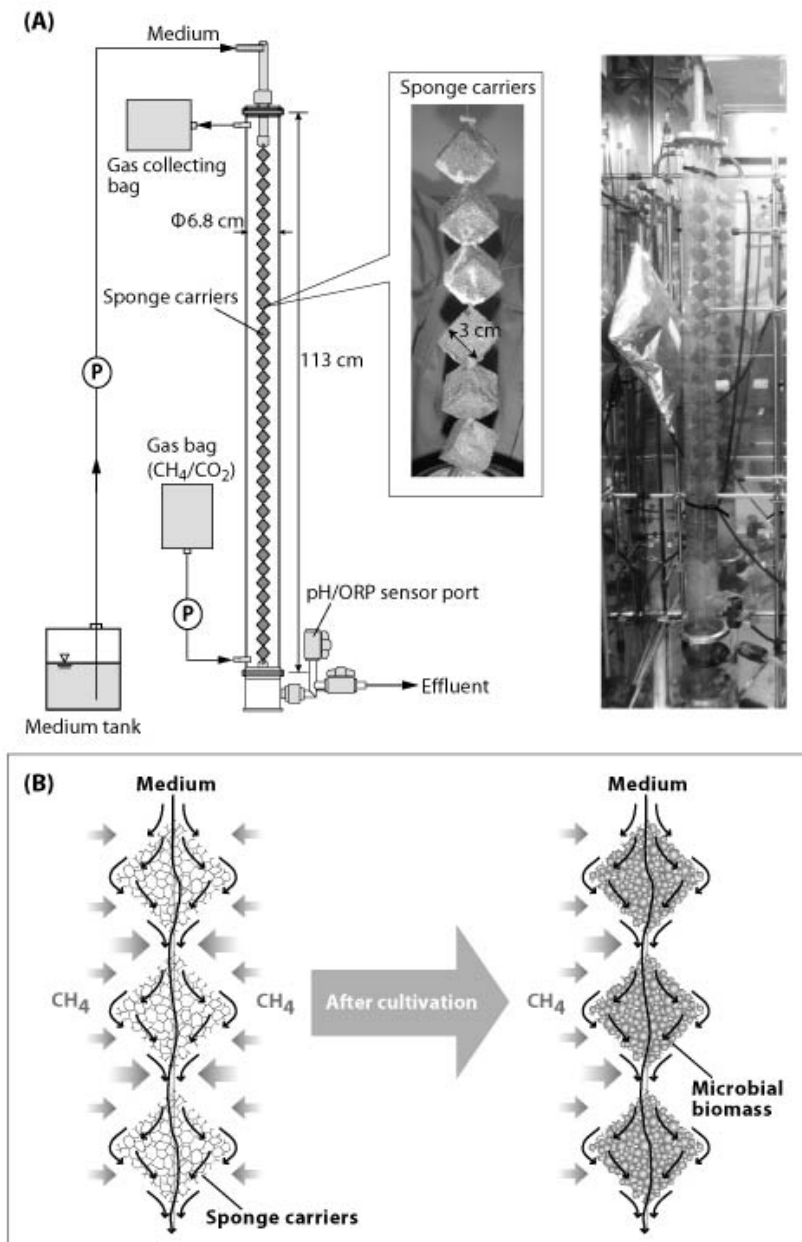 (A)
Medium
Gas collecting
bag
Φ6.8 cm
Sponge carriers
Sponge carriers
3 cm
113 cm
P
Gas bag
(CH₄/CO₂)
P
pH/ORP sensor port
Effluent
Medium tank
(B)
Medium
Medium
CH₄
CH₄
After cultivation
CH₄
Microbial
biomass
Sponge carriers